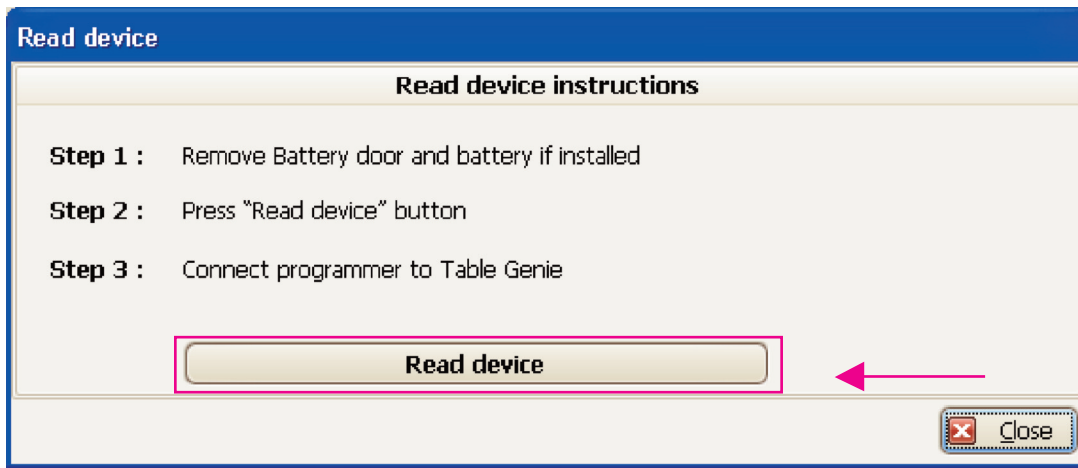 Read device
Read device instructions
Step 1 : Remove Battery door and battery if installed
Step 2 : Press “Read device” button
Step 3 : Connect programmer to Table Genie
Read device
Close